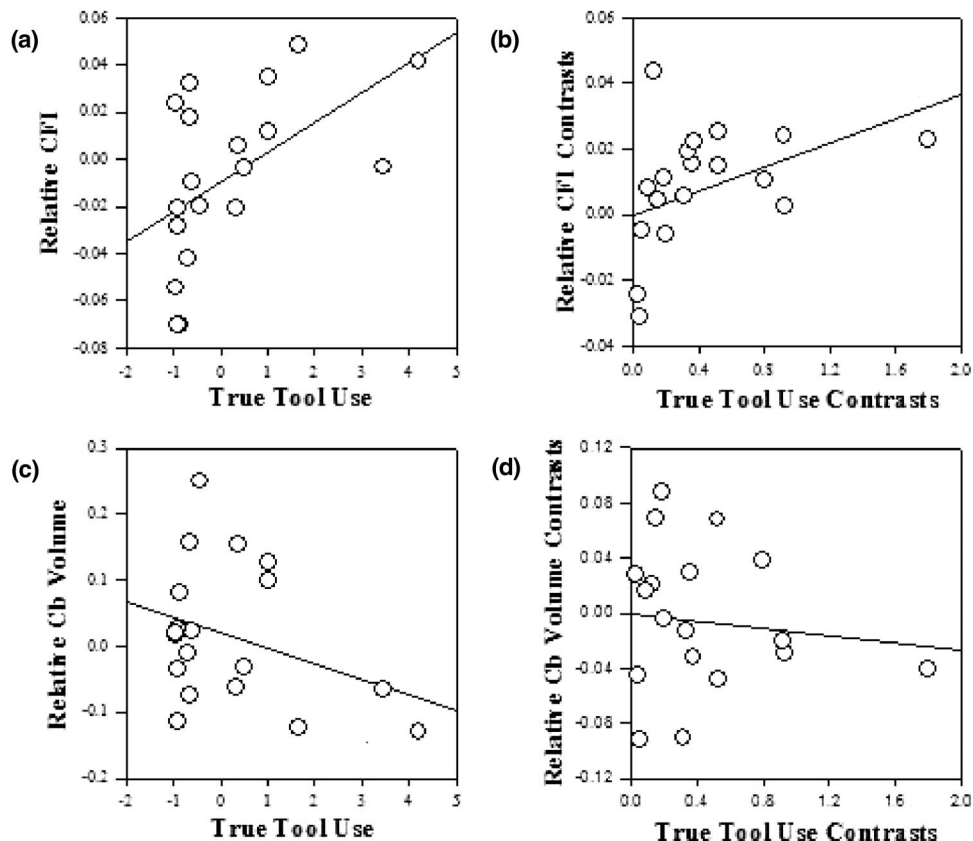 (a)
Relative CFI
0.06
0.04
0.02
0.00
-0.02
-0.04
-0.06
-0.08
-2 -1 0 1 2 3 4 5
True Tool Use
(b)
Relative CFI Contrasts
0.06
0.04
0.02
0.00
-0.02
-0.04
0.0 0.4 0.8 1.2 1.6 2.0
True Tool Use Contrasts
(c)
Relative Cb Volume
0.3
0.2
0.1
0.0
-0.1
-0.2
-2 -1 0 1 2 3 4 5
True Tool Use
(d)
Relative Cb Volume Contrasts
0.12
0.08
0.04
0.00
-0.04
-0.08
-0.12
0.0 0.4 0.8 1.2 1.6 2.0
True Tool Use Contrasts